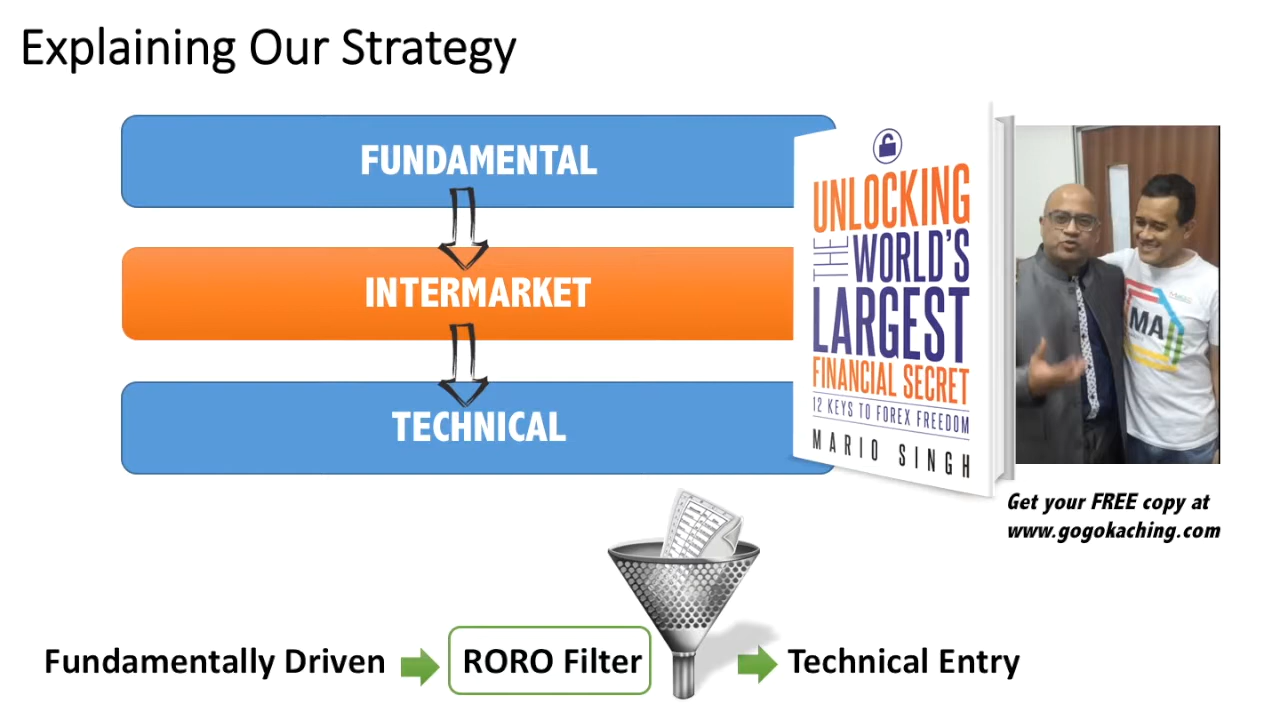 Explaining Our Strategy
FUNDAMENTAL
INTERMARKET
TECHNICAL
UNLOCKING
THE WORLD'S
LARGEST
FINANCIAL SECRET
12 KEYS TO FOREX FREEDOM
MARIO SINGH
MA
Get your FREE copy at
www.gogokaching.com
Fundamentally Driven
RORO Filter
Technical Entry